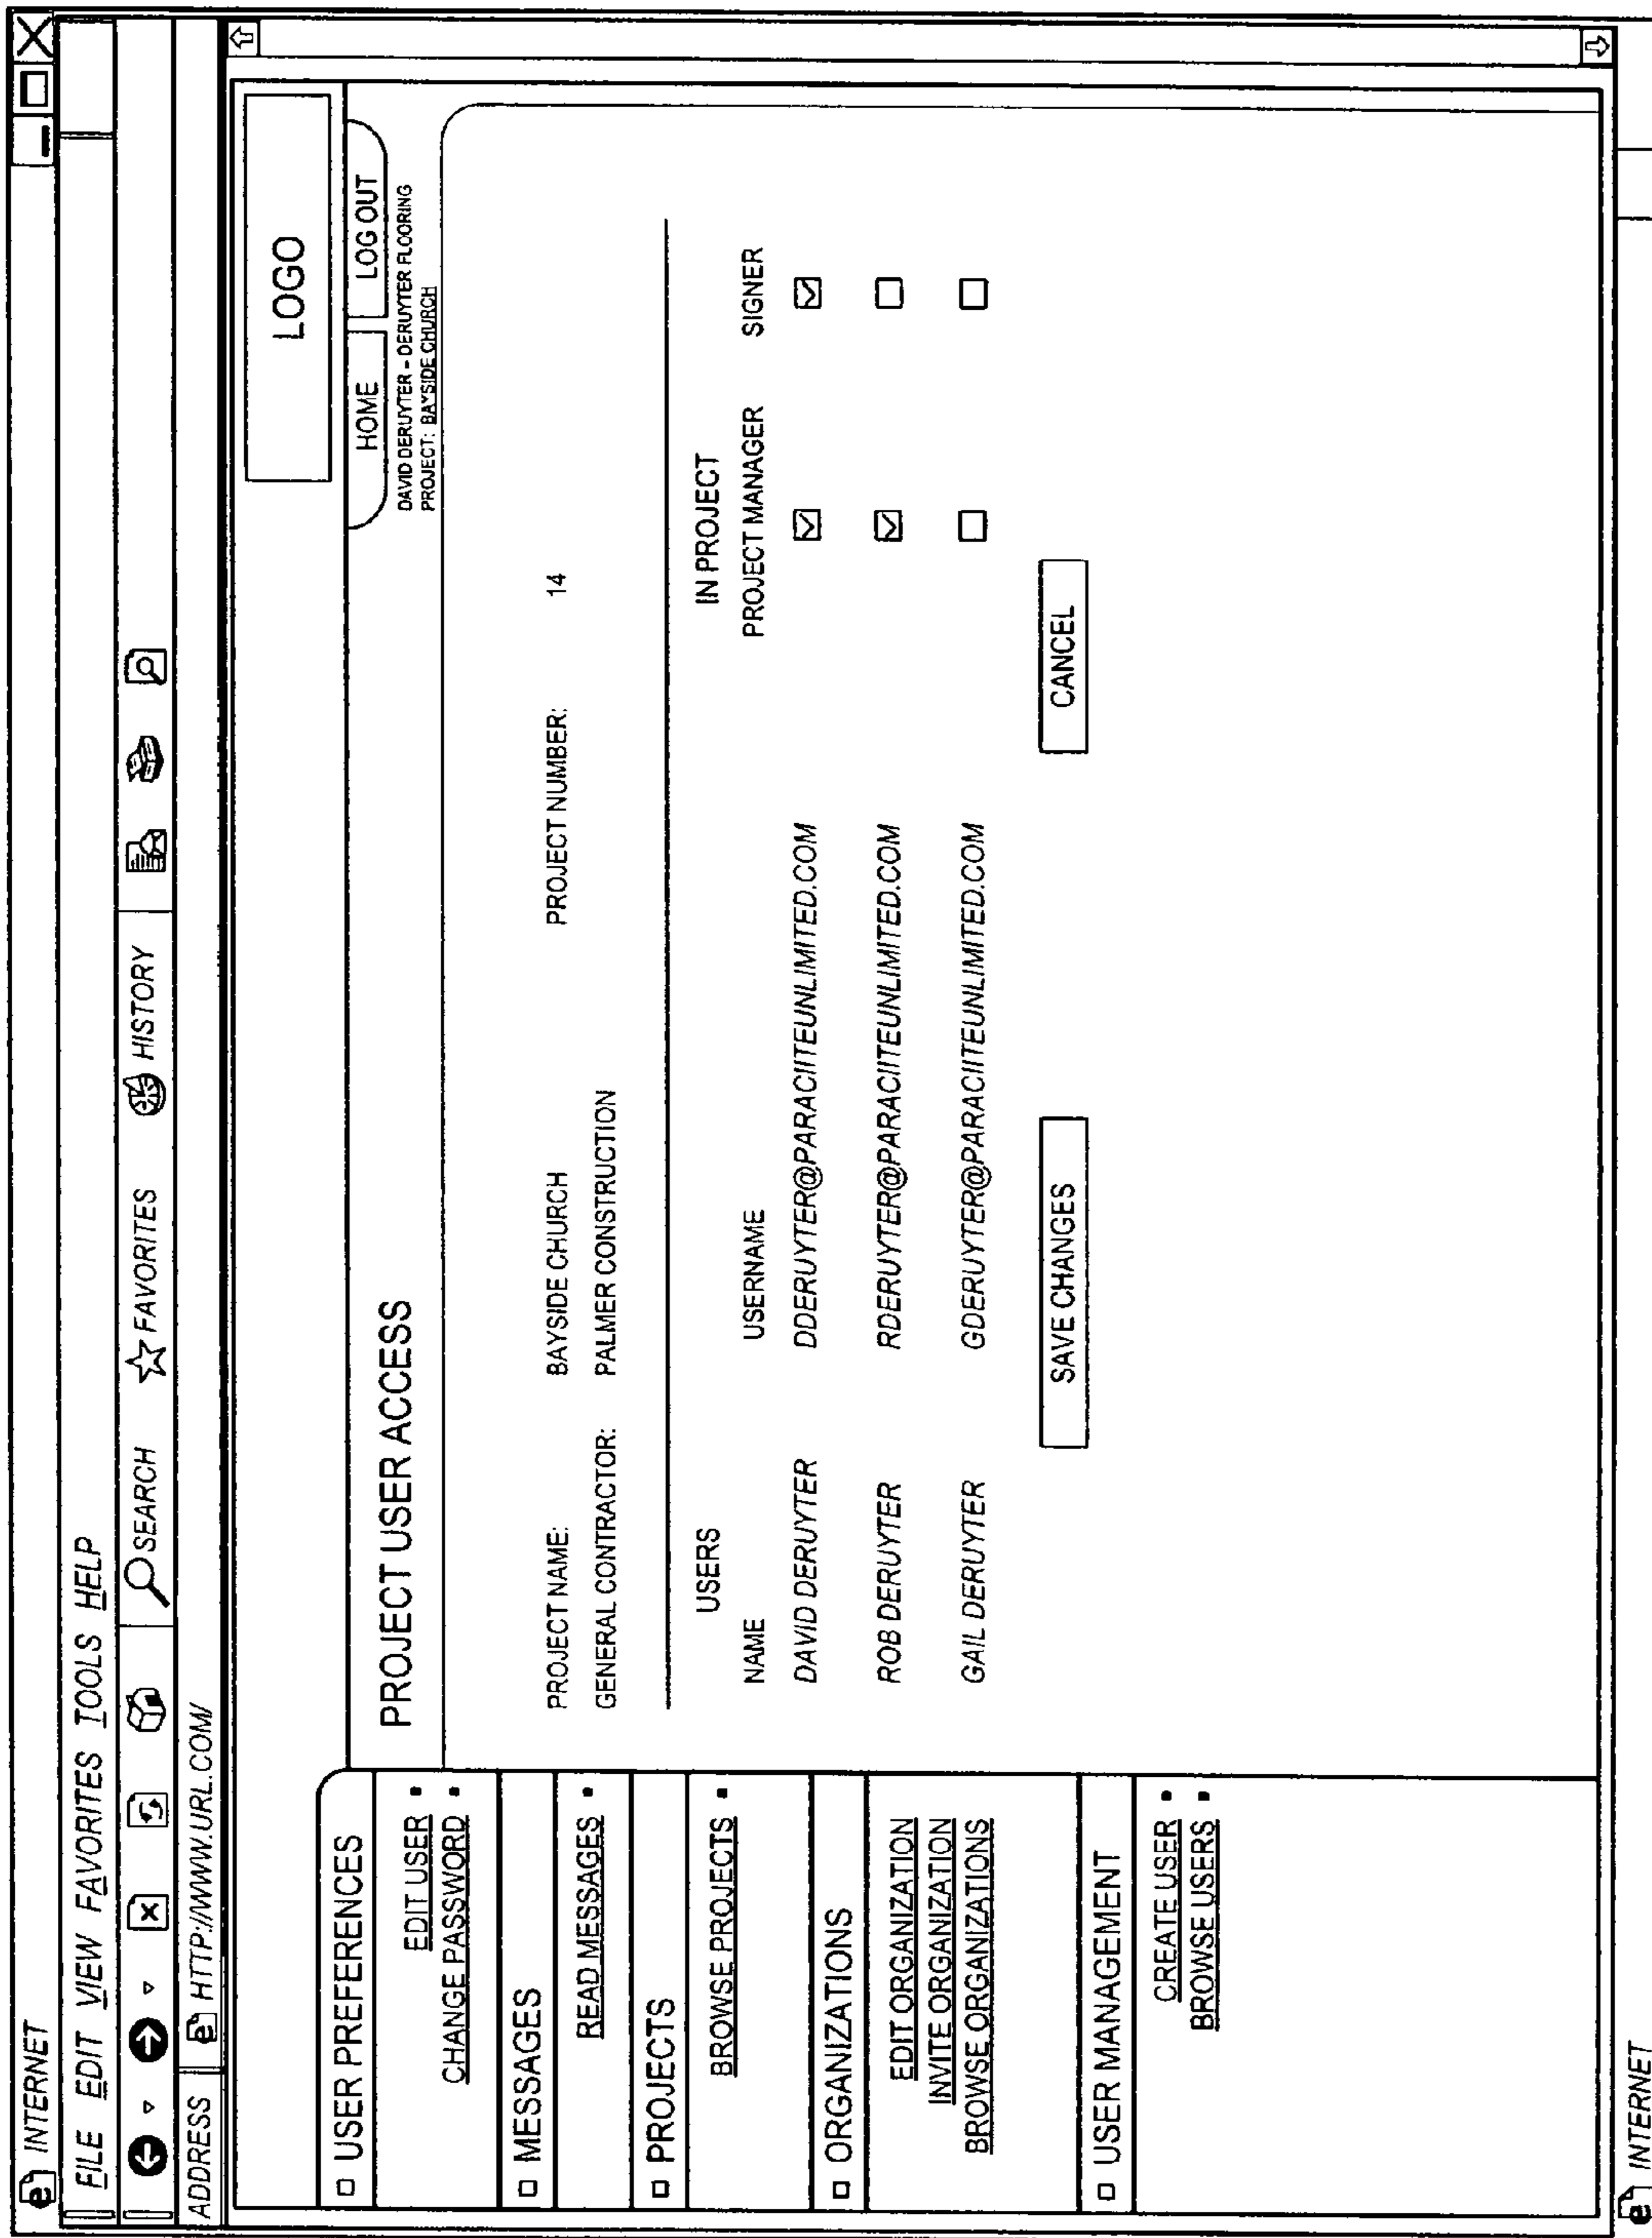 INTERNET
FILE EDIT VIEW FAVORITES TOOLS HELP
SEARCH FAVORITES HISTORY
ADDRESS HTTP://WWW.URL.COM/
LOGO
HOME LOG OUT
DAVID DERUYTER - DERUYTER FLOORING
PROJECT: BAYSIDE CHURCH
USER PREFERENCES
EDIT USER
CHANGE PASSWORD
MESSAGES
READ MESSAGES
PROJECTS
BROWSE PROJECTS
ORGANIZATIONS
EDIT ORGANIZATION
INVITE ORGANIZATION
BROWSE ORGANIZATIONS
USER MANAGEMENT
CREATE USER
BROWSE USERS
PROJECT USER ACCESS
PROJECT NAME: BAYSIDE CHURCH PROJECT NUMBER: 14
GENERAL CONTRACTOR: PALMER CONSTRUCTION
USERS IN PROJECT
NAME USERNAME PROJECT MANAGER SIGNER
DAVID DERUYTER DDERUYTER@PARACIITEUNLIMITED.COM
ROB DERUYTER RDERUYTER@PARACIITEUNLIMITED.COM
GAIL DERUYTER GDERUYTER@PARACIITEUNLIMITED.COM
SAVE CHANGES CANCEL
INTERNET